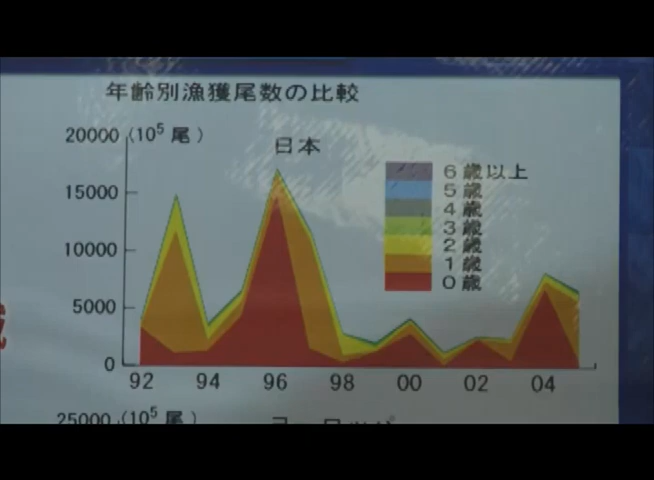 年齢別漁獲尾数の比較
20000 (10⁵ 尾)
日本
15000
10000
5000
0
6 歳以上
5 歳
4 歳
3 歳
2 歳
1 歳
0 歳
92 94 96 98 00 02 04
25000 (10⁵ 尾)